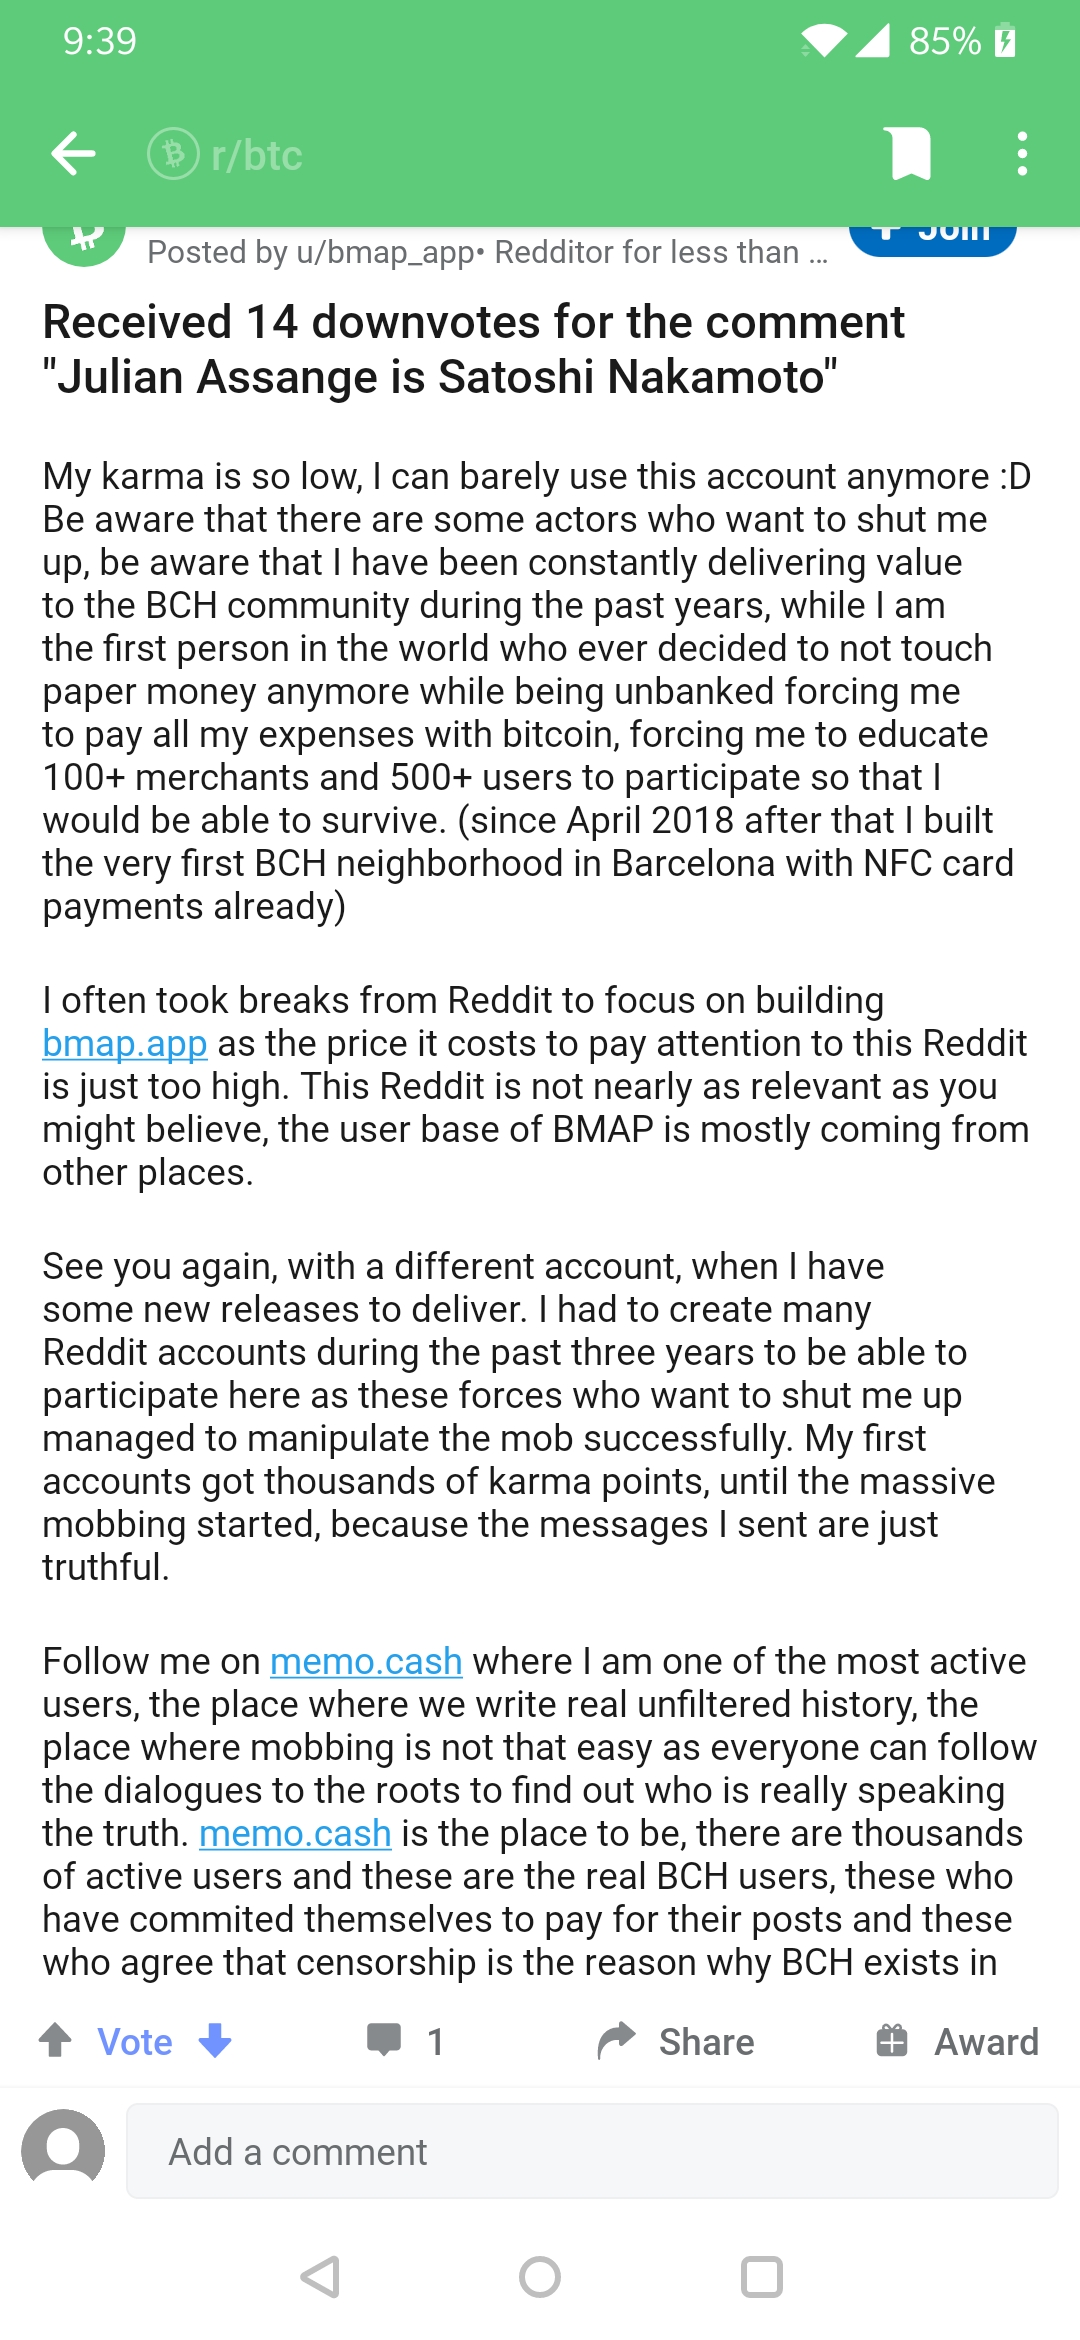 9:39
85%
r/btc
Join
Posted by u/bmap_app• Redditor for less than ...
Received 14 downvotes for the comment
"Julian Assange is Satoshi Nakamoto"
My karma is so low, I can barely use this account anymore :D
Be aware that there are some actors who want to shut me
up, be aware that I have been constantly delivering value
to the BCH community during the past years, while I am
the first person in the world who ever decided to not touch
paper money anymore while being unbanked forcing me
to pay all my expenses with bitcoin, forcing me to educate
100+ merchants and 500+ users to participate so that I
would be able to survive. (since April 2018 after that I built
the very first BCH neighborhood in Barcelona with NFC card
payments already)
I often took breaks from Reddit to focus on building
bmap.app as the price it costs to pay attention to this Reddit
is just too high. This Reddit is not nearly as relevant as you
might believe, the user base of BMAP is mostly coming from
other places.
See you again, with a different account, when I have
some new releases to deliver. I had to create many
Reddit accounts during the past three years to be able to
participate here as these forces who want to shut me up
managed to manipulate the mob successfully. My first
accounts got thousands of karma points, until the massive
mobbing started, because the messages I sent are just
truthful.
Follow me on memo.cash where I am one of the most active
users, the place where we write real unfiltered history, the
place where mobbing is not that easy as everyone can follow
the dialogues to the roots to find out who is really speaking
the truth. memo.cash is the place to be, there are thousands
of active users and these are the real BCH users, these who
have commited themselves to pay for their posts and these
who agree that censorship is the reason why BCH exists in
Vote
1
Share
Award
Add a comment